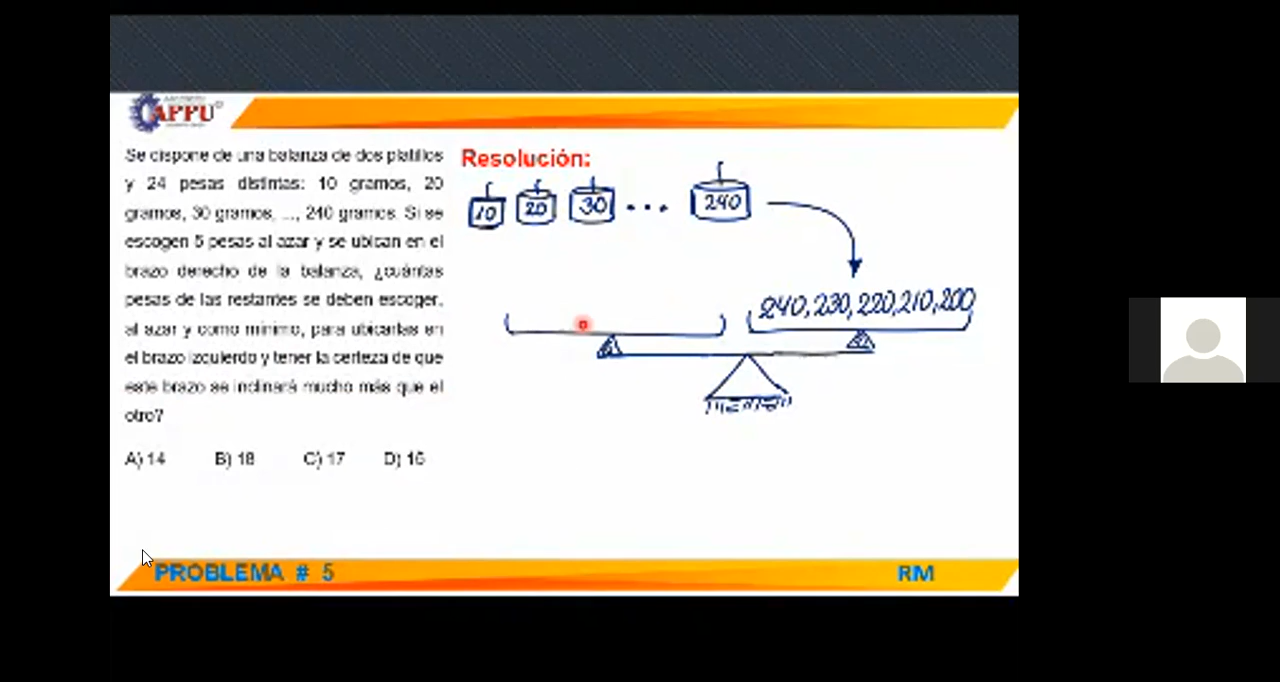 APPU
Se dispone de una balanza de dos platillos
y 24 pesas distintas: 10 gramos, 20
gramos, 30 gramos, ..., 240 gramos. Si se
escogen 5 pesas al azar y se ubican en el
brazo derecho de la balanza, ¿cuántas
pesas de las restantes se deben escoger,
al azar y como mínimo, para ubicarlas en
el brazo izquierdo y tener la certeza de que
este brazo se inclinará mucho más que el
otro?
A) 14 B) 18 C) 17 D) 16
Resolución:
10 20 30 ... 240
240,230,220,210,200
PROBLEMA # 5
RM